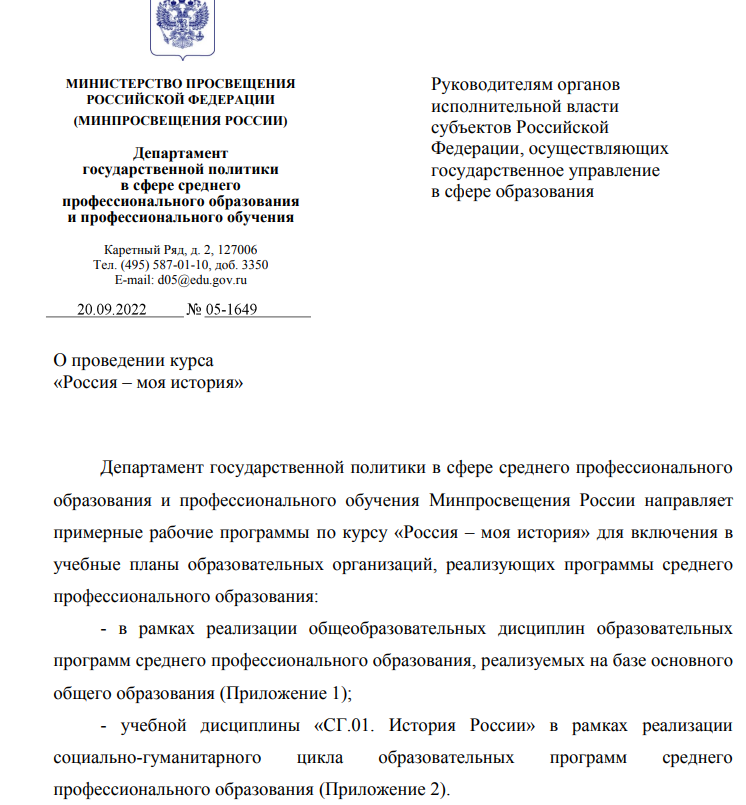 МИНИСТЕРСТВО ПРОСВЕЩЕНИЯ
РОССИЙСКОЙ ФЕДЕРАЦИИ
(МИНПРОСВЕЩЕНИЯ РОССИИ)
Департамент
государственной политики
в сфере среднего
профессионального образования
и профессионального обучения
Каретный Ряд, д. 2, 127006
Тел. (495) 587-01-10, доб. 3350
E-mail: d05@edu.gov.ru
20.09.2022 № 05-1649
Руководителям органов
исполнительной власти
субъектов Российской
Федерации, осуществляющих
государственное управление
в сфере образования
О проведении курса
«Россия – моя история»
Департамент государственной политики в сфере среднего профессионального
образования и профессионального обучения Минпросвещения России направляет
примерные рабочие программы по курсу «Россия – моя история» для включения в
учебные планы образовательных организаций, реализующих программы среднего
профессионального образования:
- в рамках реализации общеобразовательных дисциплин образовательных
программ среднего профессионального образования, реализуемых на базе основного
общего образования (Приложение 1);
- учебной дисциплины «СГ.01. История России» в рамках реализации
социально-гуманитарного цикла образовательных программ среднего
профессионального образования (Приложение 2).